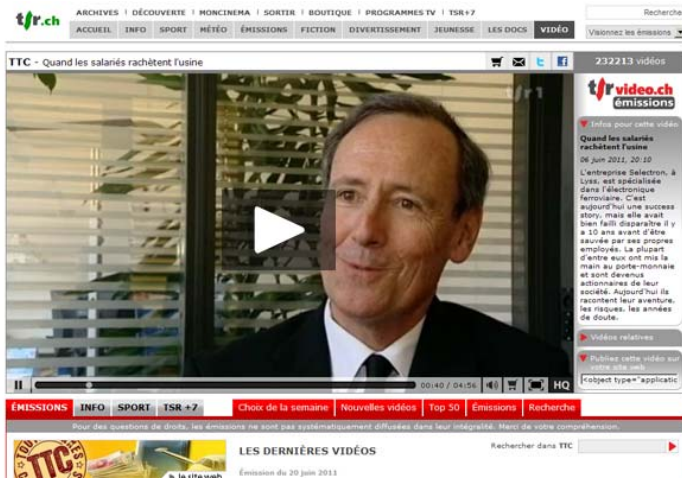 ARCHIVES | DÉCOUVERTE | MONCINEMA | SORTIR | BOUTIQUE | PROGRAMMES TV | TSR+7
Recherche
tsr.ch
ACCUEIL INFO SPORT MÉTÉO ÉMISSIONS FICTION DIVERTISSEMENT JEUNESSE LES DOCS VIDÉO
Visionnez les émissions
TTC - Quand les salariés rachètent l'usine
232213 vidéos
tsr1
tsrvideo.ch
émissions
Infos pour cette vidéo
Quand les salariés
rachètent l'usine
06 juin 2011, 20:10
L'entreprise Selectron, à
Lyss, est spécialisée
dans l'électronique
ferroviaire. C'est
aujourd'hui une success
story, mais elle avait
bien failli disparaître il y
a 10 ans avant d'être
sauvée par ses propres
employés. La plupart
d'entre eux ont mis la
main au porte-monnaie
et sont devenus
actionnaires de leur
société. Aujourd'hui ils
racontent leur aventure,
les risques, les années
de doute.
Vidéos relatives
Publiez cette vidéo sur
votre site web
<object type="applicatic
00:40 / 04:56 HQ
ÉMISSIONS INFO SPORT TSR +7 Choix de la semaine Nouvelles vidéos Top 50 Émissions Recherche
Pour des questions de droits, les émissions ne sont pas systématiquement diffusées dans leur intégralité. Merci de votre compréhension.
TTC
le site web
LES DERNIÈRES VIDÉOS
Rechercher dans TTC
Émission du 20 juin 2011